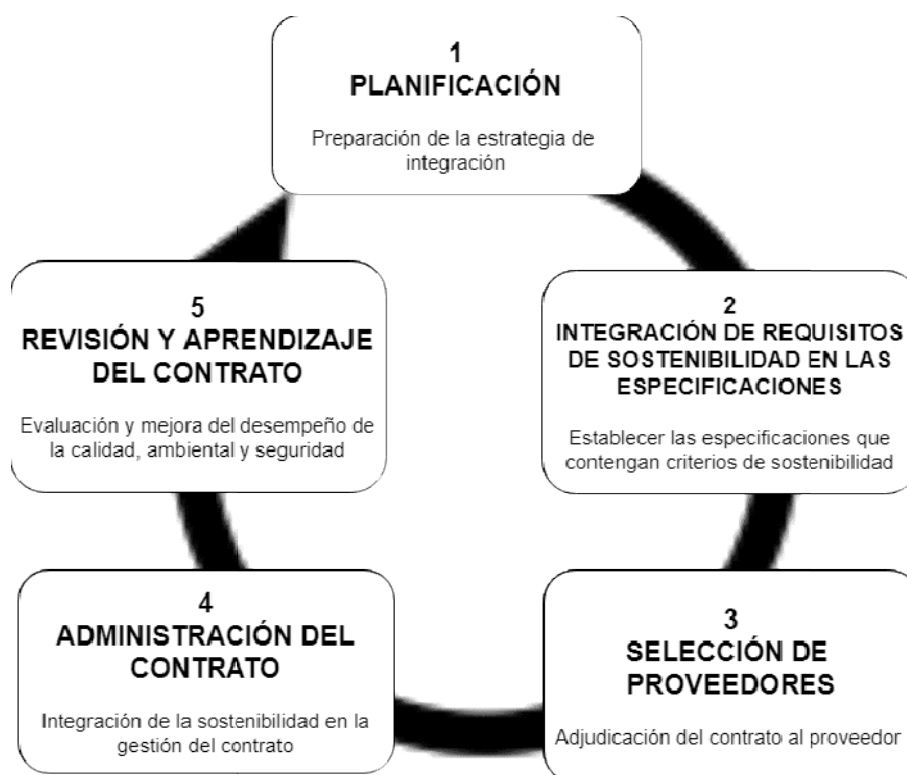 1
PLANIFICACIÓN
Preparación de la estrategia de
integración
2
INTEGRACIÓN DE REQUISITOS
DE SOSTENIBILIDAD EN LAS
ESPECIFICACIONES
Establecer las especificaciones que
contengan criterios de sostenibilidad
3
SELECCIÓN DE
PROVEEDORES
Adjudicación del contrato al proveedor
4
ADMINISTRACIÓN DEL
CONTRATO
Integración de la sostenibilidad en la
gestión del contrato
5
REVISIÓN Y APRENDIZAJE
DEL CONTRATO
Evaluación y mejora del desempeño de
la calidad, ambiental y seguridad